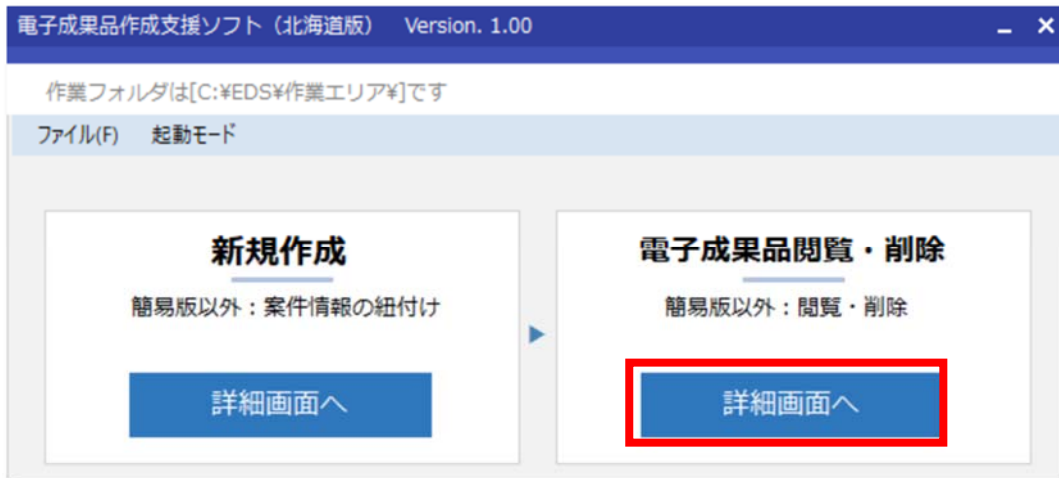 電子成果品作成支援ソフト（北海道版） Version. 1.00
作業フォルダは[C:¥EDS¥作業エリア¥]です
ファイル(F) 起動モード
新規作成
簡易版以外：案件情報の紐付け
詳細画面へ
電子成果品閲覧・削除
簡易版以外：閲覧・削除
詳細画面へ